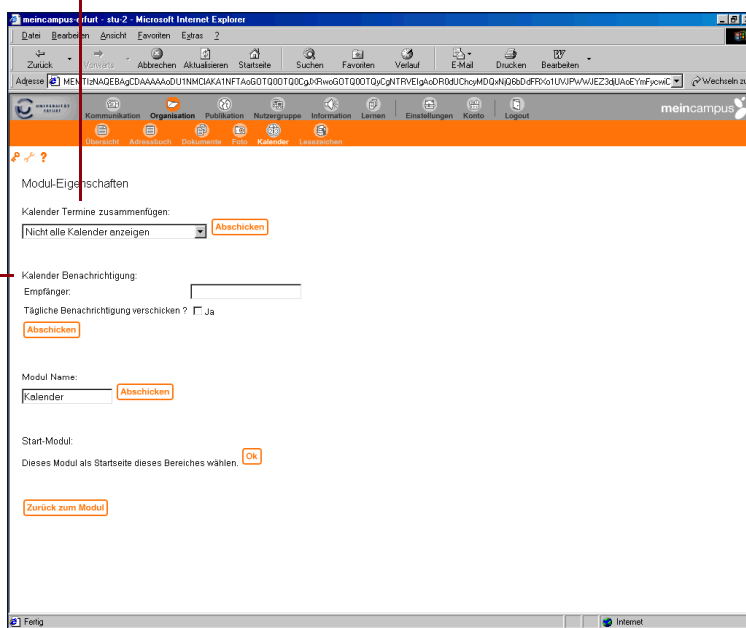 meincampus-erfurt - stu-2 - Microsoft Internet Explorer
Datei Bearbeiten Ansicht Favoriten Extras ?
Zurück Vorwärts Abbrechen Aktualisieren Startseite Suchen Favoriten Verlauf E-Mail Drucken Bearbeiten
Adresse Wechseln zu
UNIVERSITÄT ERFURT Kommunikation Organisation Publikation Nutzergruppe Information Lernen Einstellungen Konto Logout meincampus
Übersicht Adressbuch Dokumente Foto Kalender Lesezeichen
?
Modul-Eigenschaften
Kalender Termine zusammenfügen:
Nicht alle Kalender anzeigen Abschicken
Kalender Benachrichtigung:
Empfänger:
Tägliche Benachrichtigung verschicken ? Ja
Abschicken
Modul Name:
Kalender Abschicken
Start-Modul:
Dieses Modul als Startseite dieses Bereiches wählen. Ok
Zurück zum Modul
Fertig Internet